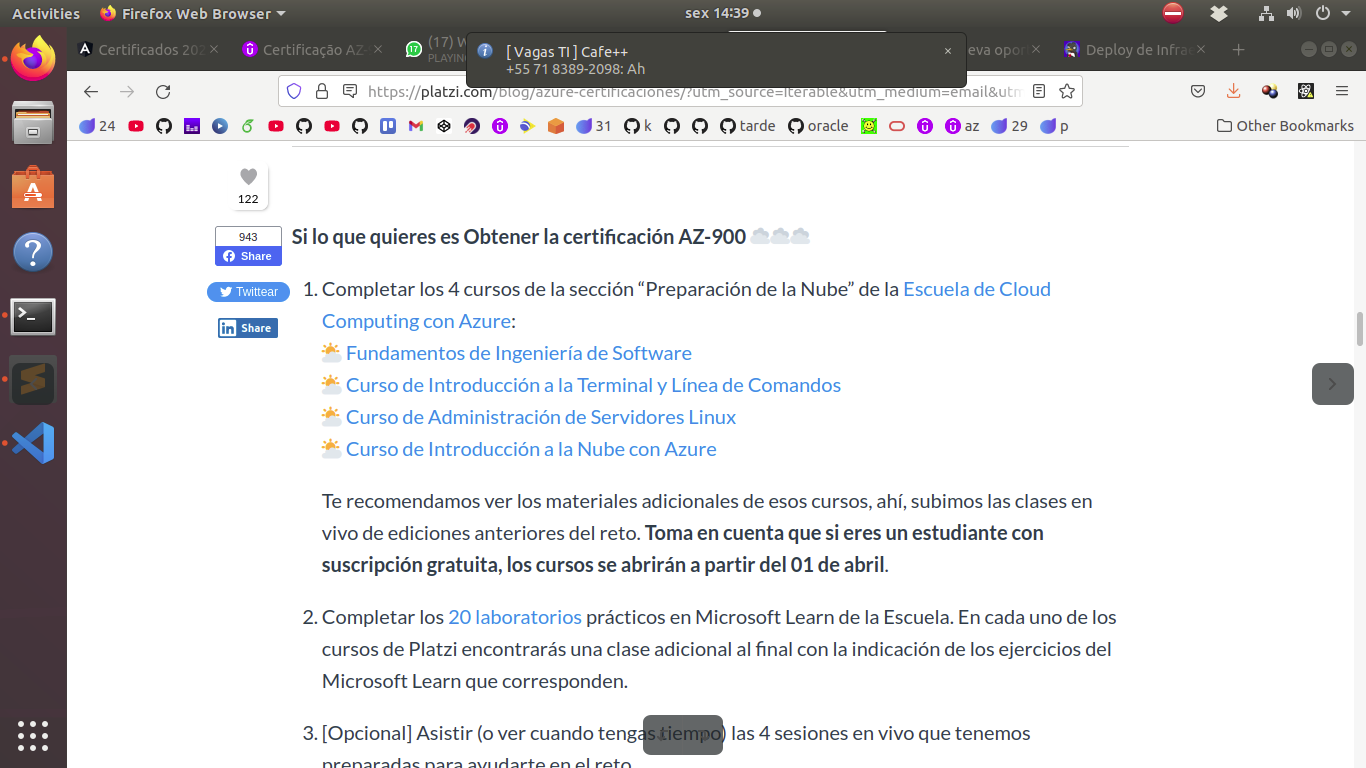 Activities
Firefox Web Browser
sex 14:39
Certificados 202
Certificação AZ-
(17) W
PLAYING
[ Vagas TI ] Cafe++
+55 71 8389-2098: Ah
eva opor
Deploy de Infrae
https://platzi.com/blog/azure-certificaciones/?utm_source=Iterable&utm_medium=email&utm
24
31
k
tarde
oracle
az
29
p
Other Bookmarks
122
943
Share
Twittear
Share
Si lo que quieres es Obtener la certificación AZ-900
1. Completar los 4 cursos de la sección “Preparación de la Nube” de la Escuela de Cloud
Computing con Azure:
Fundamentos de Ingeniería de Software
Curso de Introducción a la Terminal y Línea de Comandos
Curso de Administración de Servidores Linux
Curso de Introducción a la Nube con Azure
Te recomendamos ver los materiales adicionales de esos cursos, ahí, subimos las clases en
vivo de ediciones anteriores del reto. Toma en cuenta que si eres un estudiante con
suscripción gratuita, los cursos se abrirán a partir del 01 de abril.
2. Completar los 20 laboratorios prácticos en Microsoft Learn de la Escuela. En cada uno de los
cursos de Platzi encontrarás una clase adicional al final con la indicación de los ejercicios del
Microsoft Learn que corresponden.
3. [Opcional] Asistir (o ver cuando tengas tiempo) las 4 sesiones en vivo que tenemos
preparadas para ayudarte en el reto.